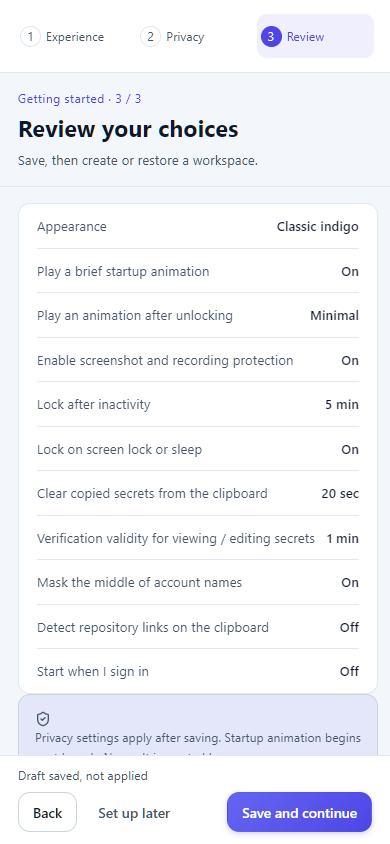 1 Experience 2 Privacy 3 Review
Getting started · 3 / 3
Review your choices
Save, then create or restore a workspace.
Appearance Classic indigo
Play a brief startup animation On
Play an animation after unlocking Minimal
Enable screenshot and recording protection On
Lock after inactivity 5 min
Lock on screen lock or sleep On
Clear copied secrets from the clipboard 20 sec
Verification validity for viewing / editing secrets 1 min
Mask the middle of account names On
Detect repository links on the clipboard Off
Start when I sign in Off
Privacy settings apply after saving. Startup animation begins
Draft saved, not applied
Back Set up later Save and continue